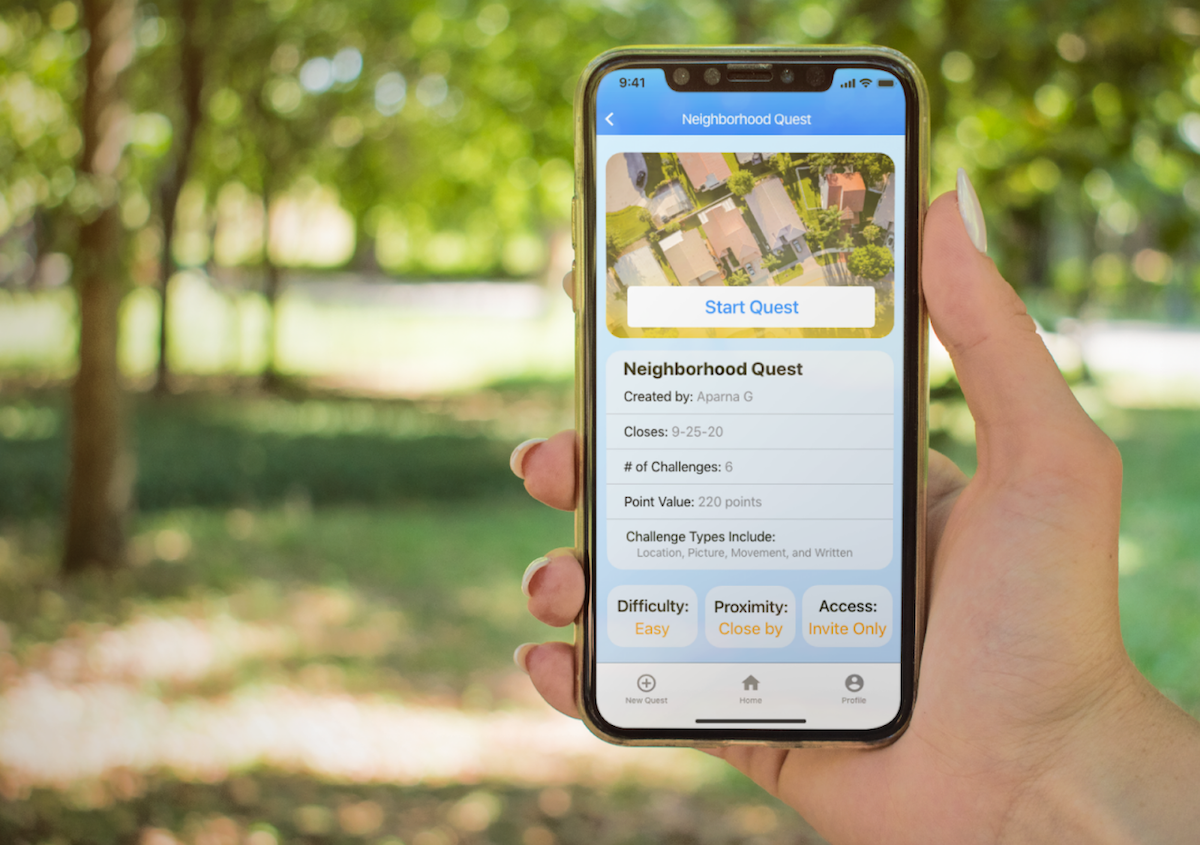 9:41
Neighborhood Quest
Start Quest
Neighborhood Quest
Created by: Aparna G
Closes: 9-25-20
# of Challenges: 6
Point Value: 220 points
Challenge Types Include:
Location, Picture, Movement, and Written
Difficulty:
Easy
Proximity:
Close by
Access:
Invite Only
New Quest
Home
Profile